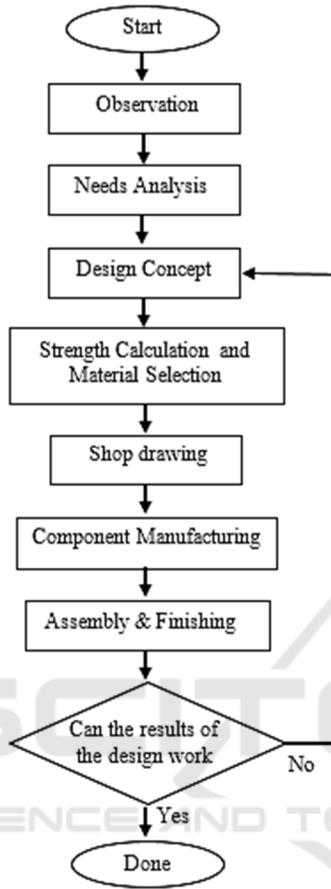 Start
Observation
Needs Analysis
Design Concept
Strength Calculation and
Material Selection
Shop drawing
Component Manufacturing
Assembly & Finishing
Can the results of
the design work
No
Yes
Done